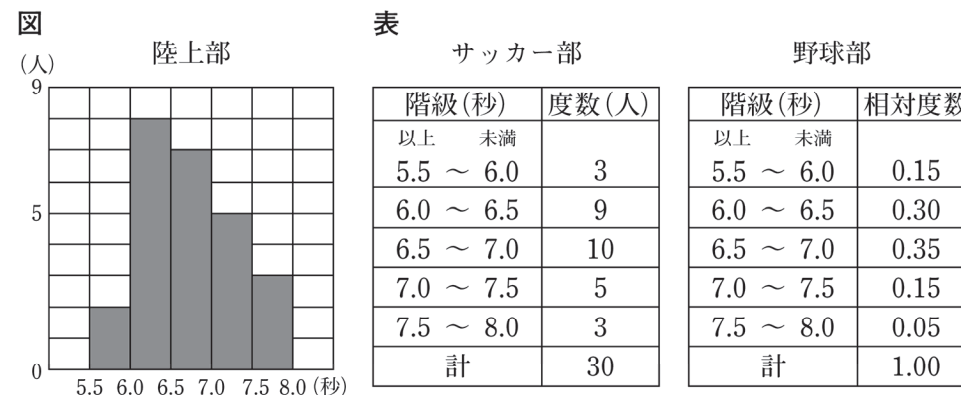 図
陸上部
(人)
9
5
0
5.5 6.0 6.5 7.0 7.5 8.0 (秒)
表
サッカー部
階級(秒) 度数(人)
以上 未満
5.5 ～ 6.0 3
6.0 ～ 6.5 9
6.5 ～ 7.0 10
7.0 ～ 7.5 5
7.5 ～ 8.0 3
計 30
野球部
階級(秒) 相対度数
以上 未満
5.5 ～ 6.0 0.15
6.0 ～ 6.5 0.30
6.5 ～ 7.0 0.35
7.0 ～ 7.5 0.15
7.5 ～ 8.0 0.05
計 1.00